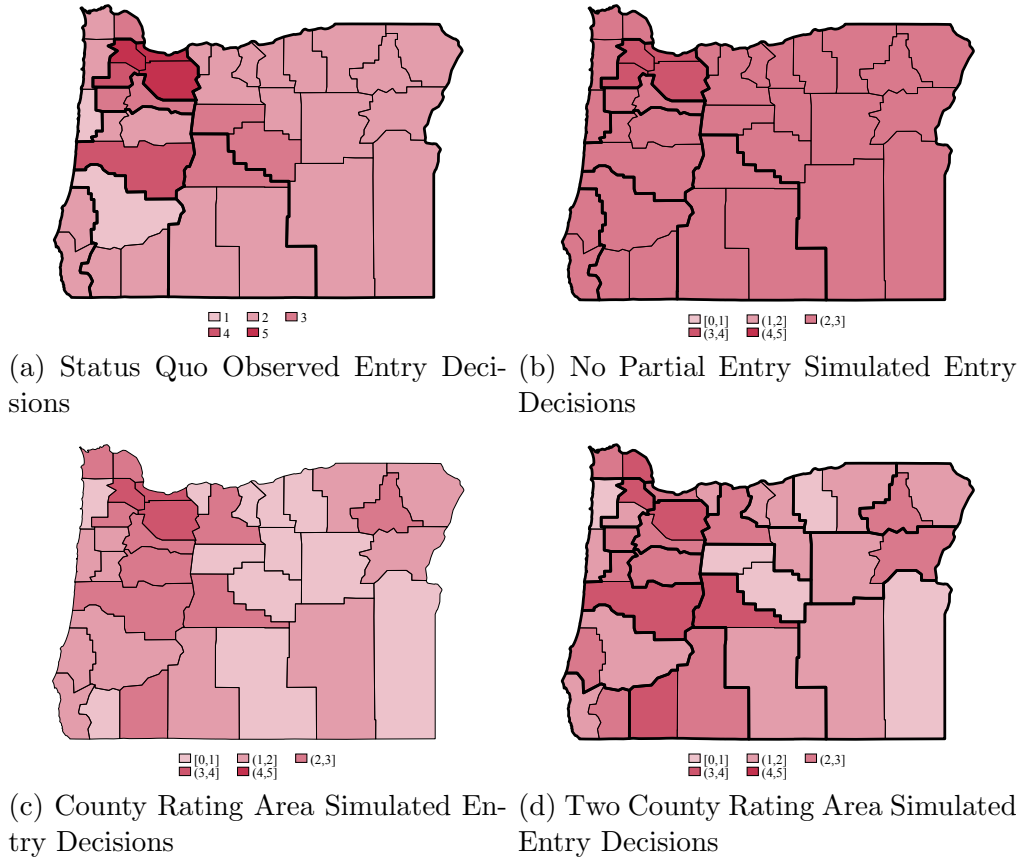 1 2 3
4 5
(a) Status Quo Observed Entry Deci-
sions
[0,1] (1,2] (2,3]
(3,4] (4,5]
(b) No Partial Entry Simulated Entry
Decisions
[0,1] (1,2] (2,3]
(3,4] (4,5]
(c) County Rating Area Simulated En-
try Decisions
[0,1] (1,2] (2,3]
(3,4] (4,5]
(d) Two County Rating Area Simulated
Entry Decisions